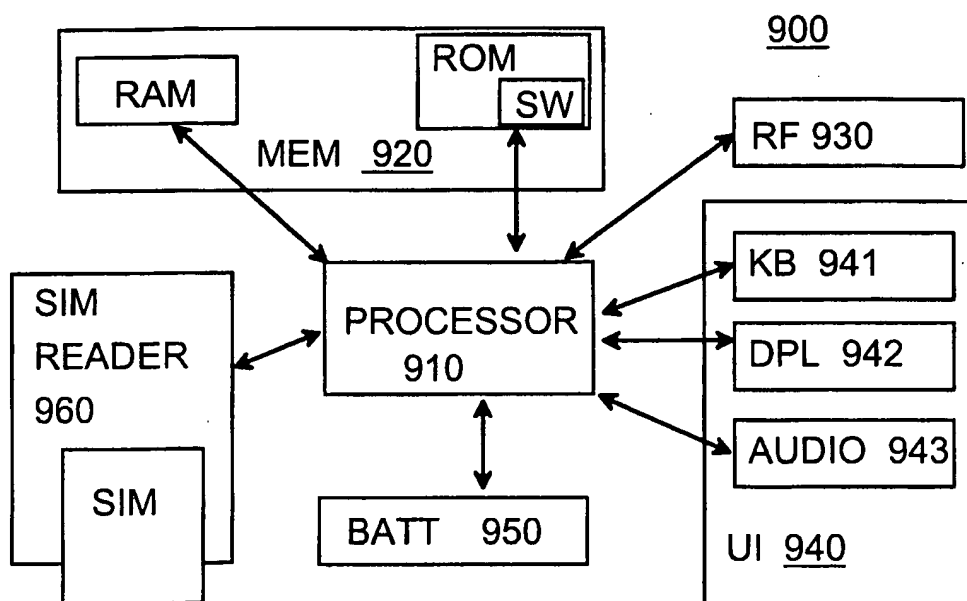 900
RAM
ROM
SW
MEM 920
RF 930
KB 941
DPL 942
AUDIO 943
UI 940
PROCESSOR
910
SIM
READER
960
SIM
BATT 950